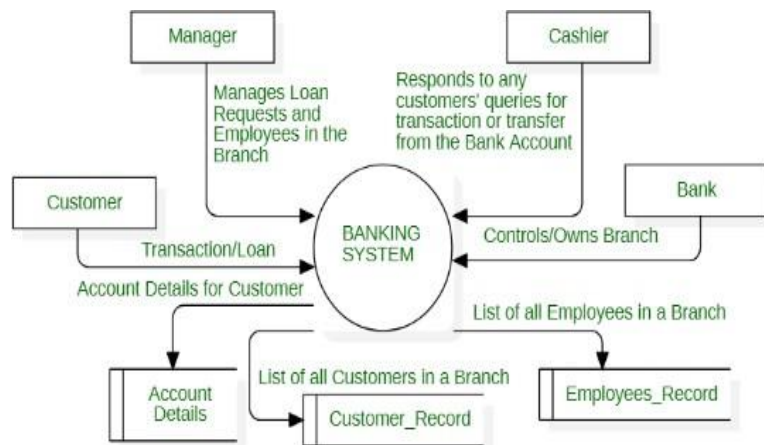 Manager
Cashier
Manages Loan
Requests and
Employees in the
Branch
Responds to any
customers' queries for
transaction or transfer
from the Bank Account
Customer
Bank
BANKING
SYSTEM
Transaction/Loan
Controls/Owns Branch
Account Details for Customer
List of all Employees in a Branch
List of all Customers in a Branch
Account
Details
Customer_Record
Employees_Record